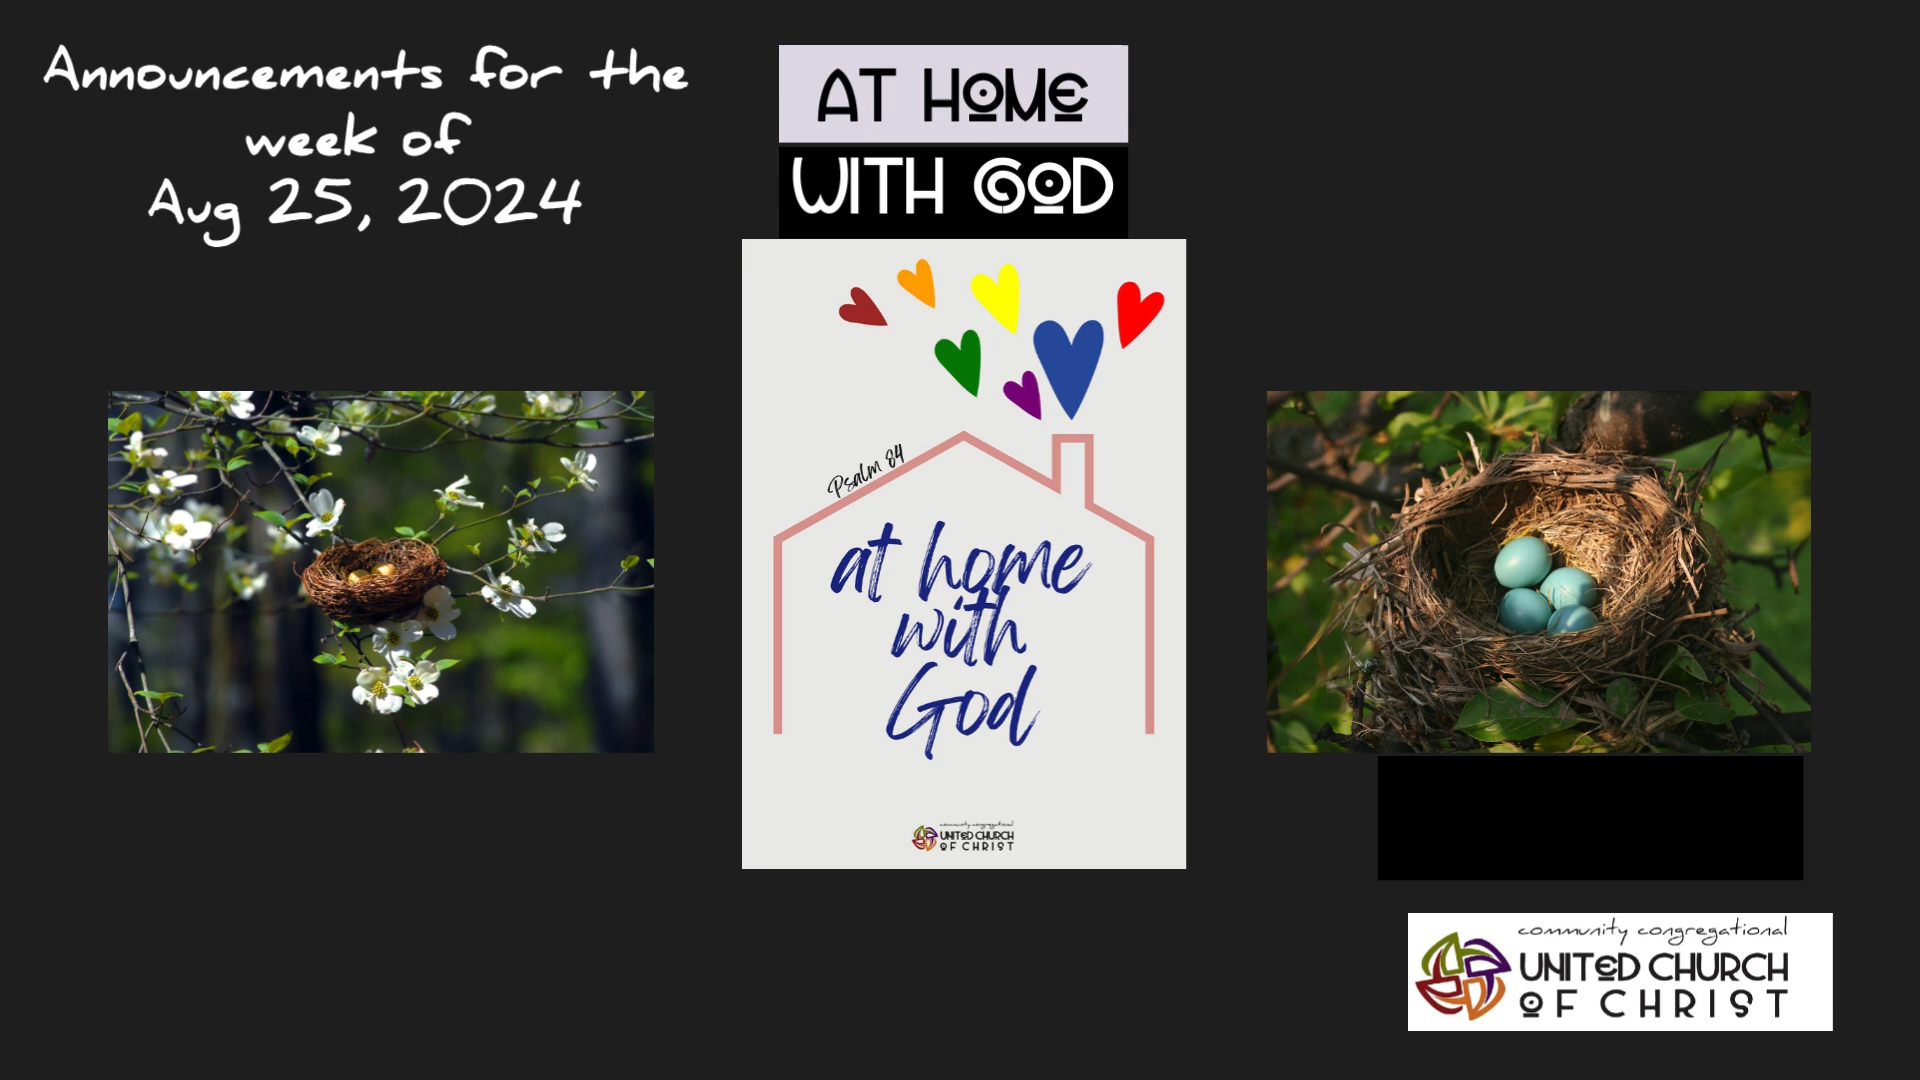 Announcements for the
week of
Aug 25, 2024
AT HOME
WITH GOD
Psalm 84
at home
with
God
community congregational
UNITED CHURCH
OF CHRIST
community congregational
UNITED CHURCH
OF CHRIST